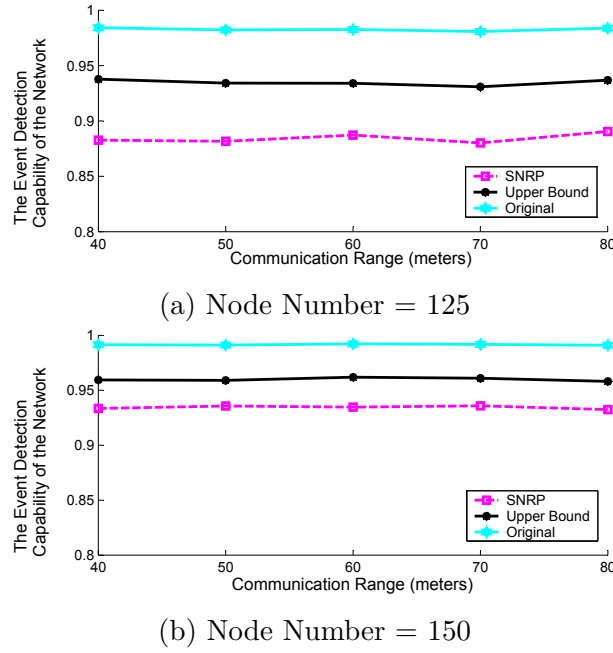 The Event Detection
Capability of the Network
1
0.95
0.9
0.85
0.8
40
50
60
70
80
Communication Range (meters)
SNRP
Upper Bound
Original
(a) Node Number = 125
The Event Detection
Capability of the Network
1
0.95
0.9
0.85
0.8
40
50
60
70
80
Communication Range (meters)
SNRP
Upper Bound
Original
(b) Node Number = 150